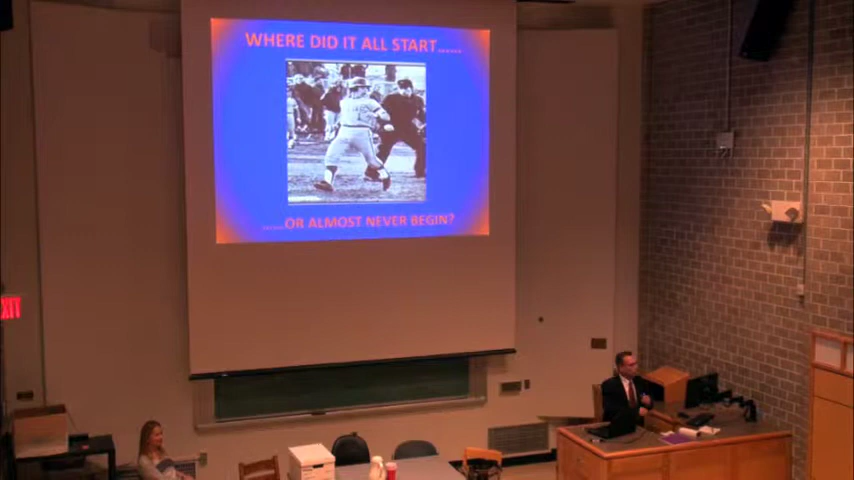 WHERE DID IT ALL START......
......OR ALMOST NEVER BEGIN?
EXIT